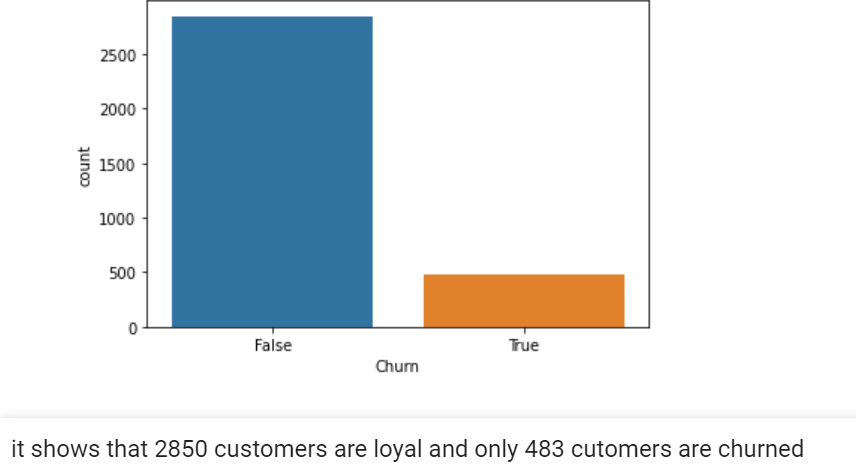 2500
2000
1500
1000
500
0
count
False True
Churn
it shows that 2850 customers are loyal and only 483 cutomers are churned